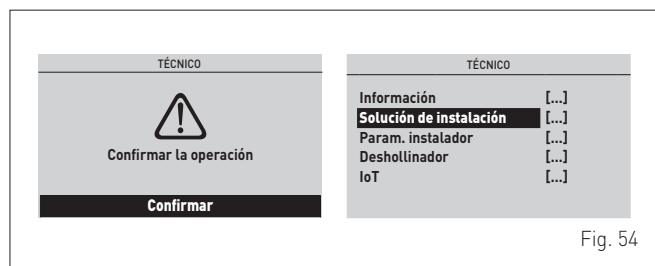 TÉCNICO
Confirmar la operación
Confirmar
TÉCNICO
Información [...]
Solución de instalación [...]
Param. instalador [...]
Deshollinador [...]
IoT [...]
Fig. 54